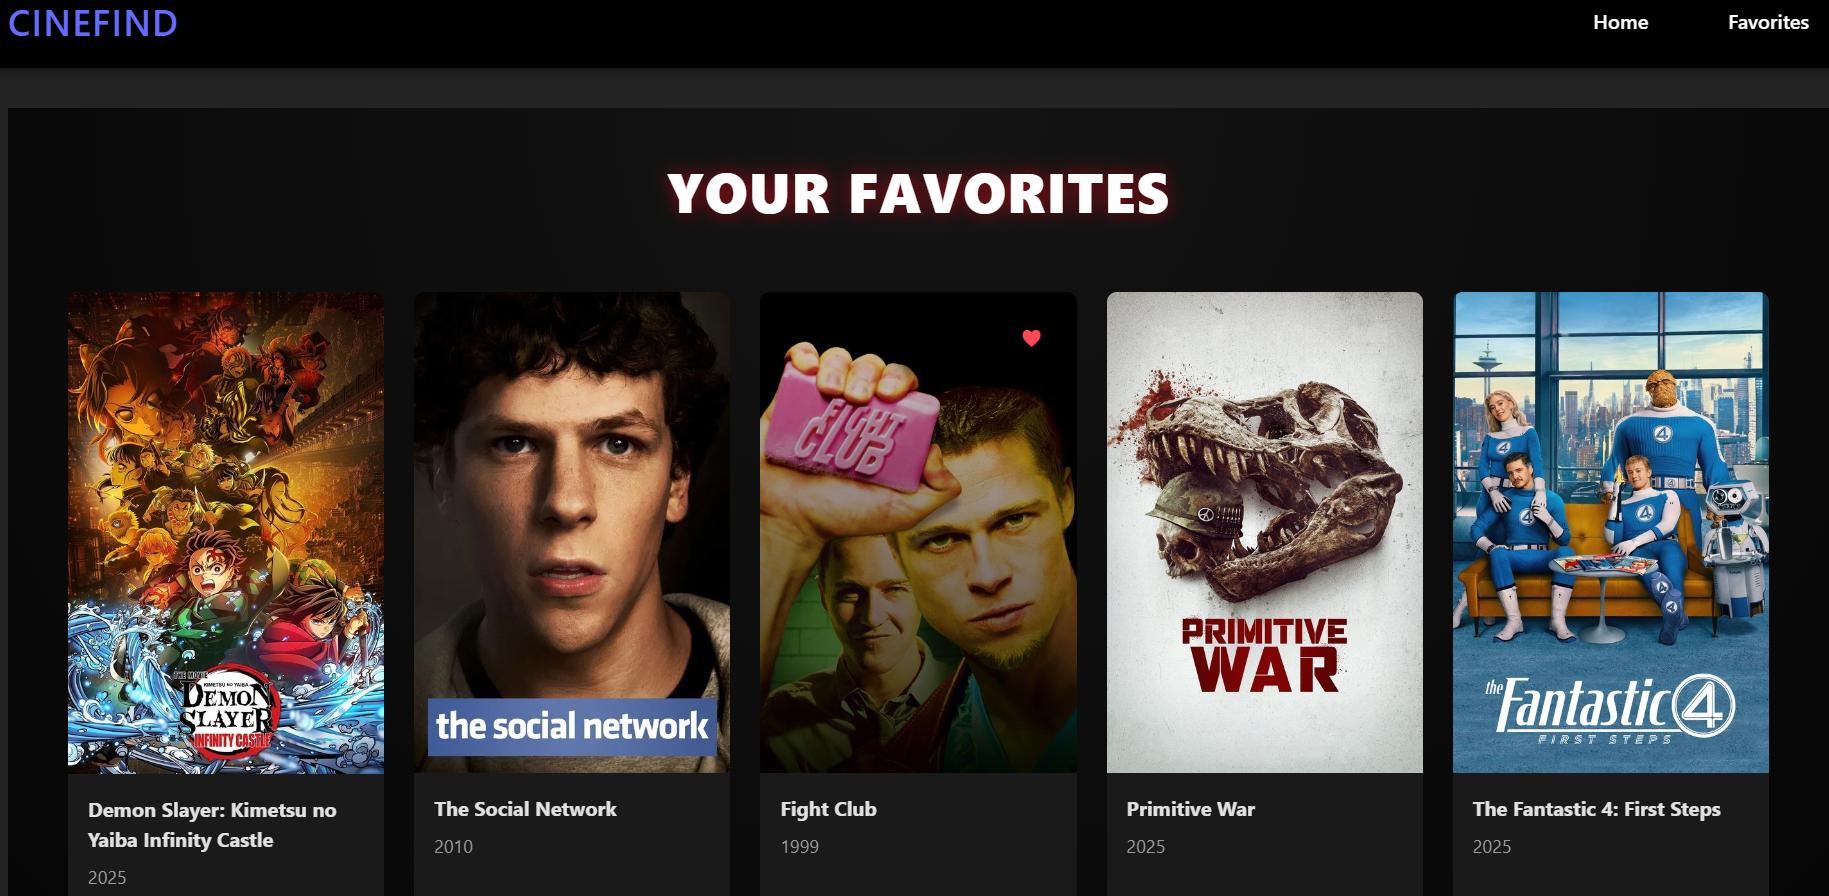 CINEFIND
Home
Favorites
YOUR FAVORITES
THE MOVIE
KIMETSU NO YAIBA
DEMON
SLAYER
INFINITY CASTLE
the social network
FIGHT
CLUB
PRIMITIVE
WAR
the
Fantastic 4
FIRST STEPS
Demon Slayer: Kimetsu no
Yaiba Infinity Castle
2025
The Social Network
2010
Fight Club
1999
Primitive War
2025
The Fantastic 4: First Steps
2025